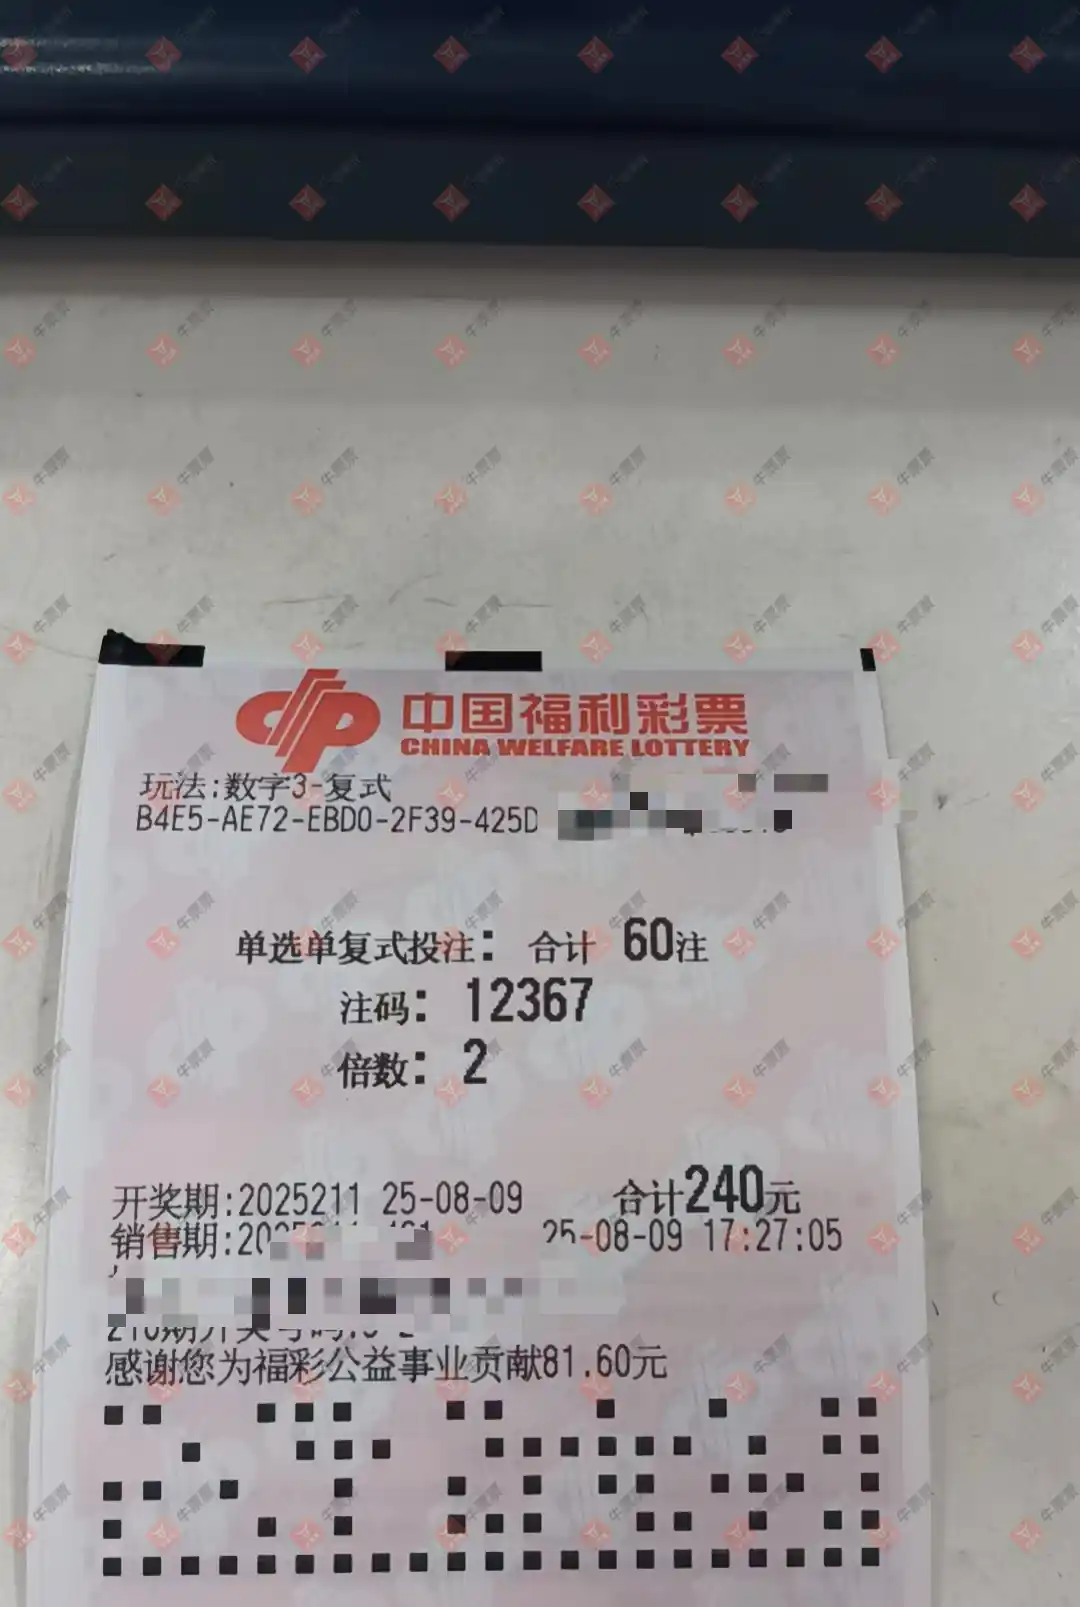 中国福利彩票
CHINA WELFARE LOTTERY
玩法:数字3-复式
B4E5-AE72-EBD0-2F39-425D
单选单复式投注: 合计 60注
注码: 12367
倍数: 2
开奖期:2025211 25-08-09 合计240元
销售期: 25-08-09 17:27:05
感谢您为福彩公益事业贡献81.60元
牛票票